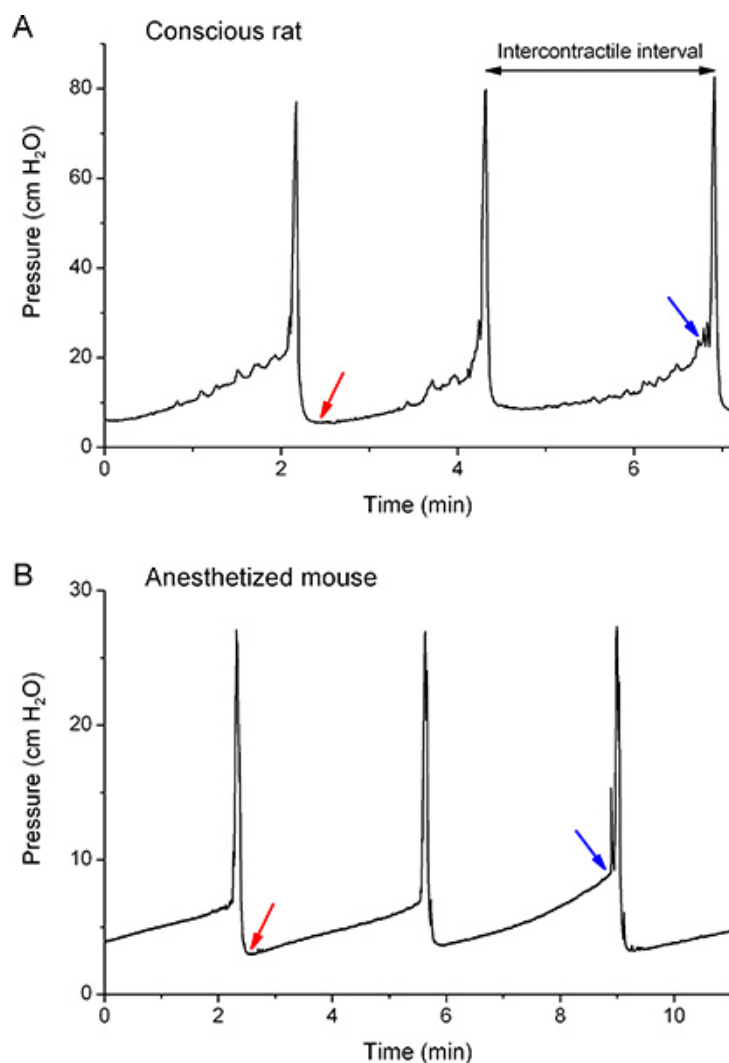 A
Conscious rat
Intercontractile interval
80
60
40
20
0
Pressure (cm H₂O)
0 2 4 6
Time (min)
B
Anesthetized mouse
30
20
10
0
Pressure (cm H₂O)
0 2 4 6 8 10
Time (min)